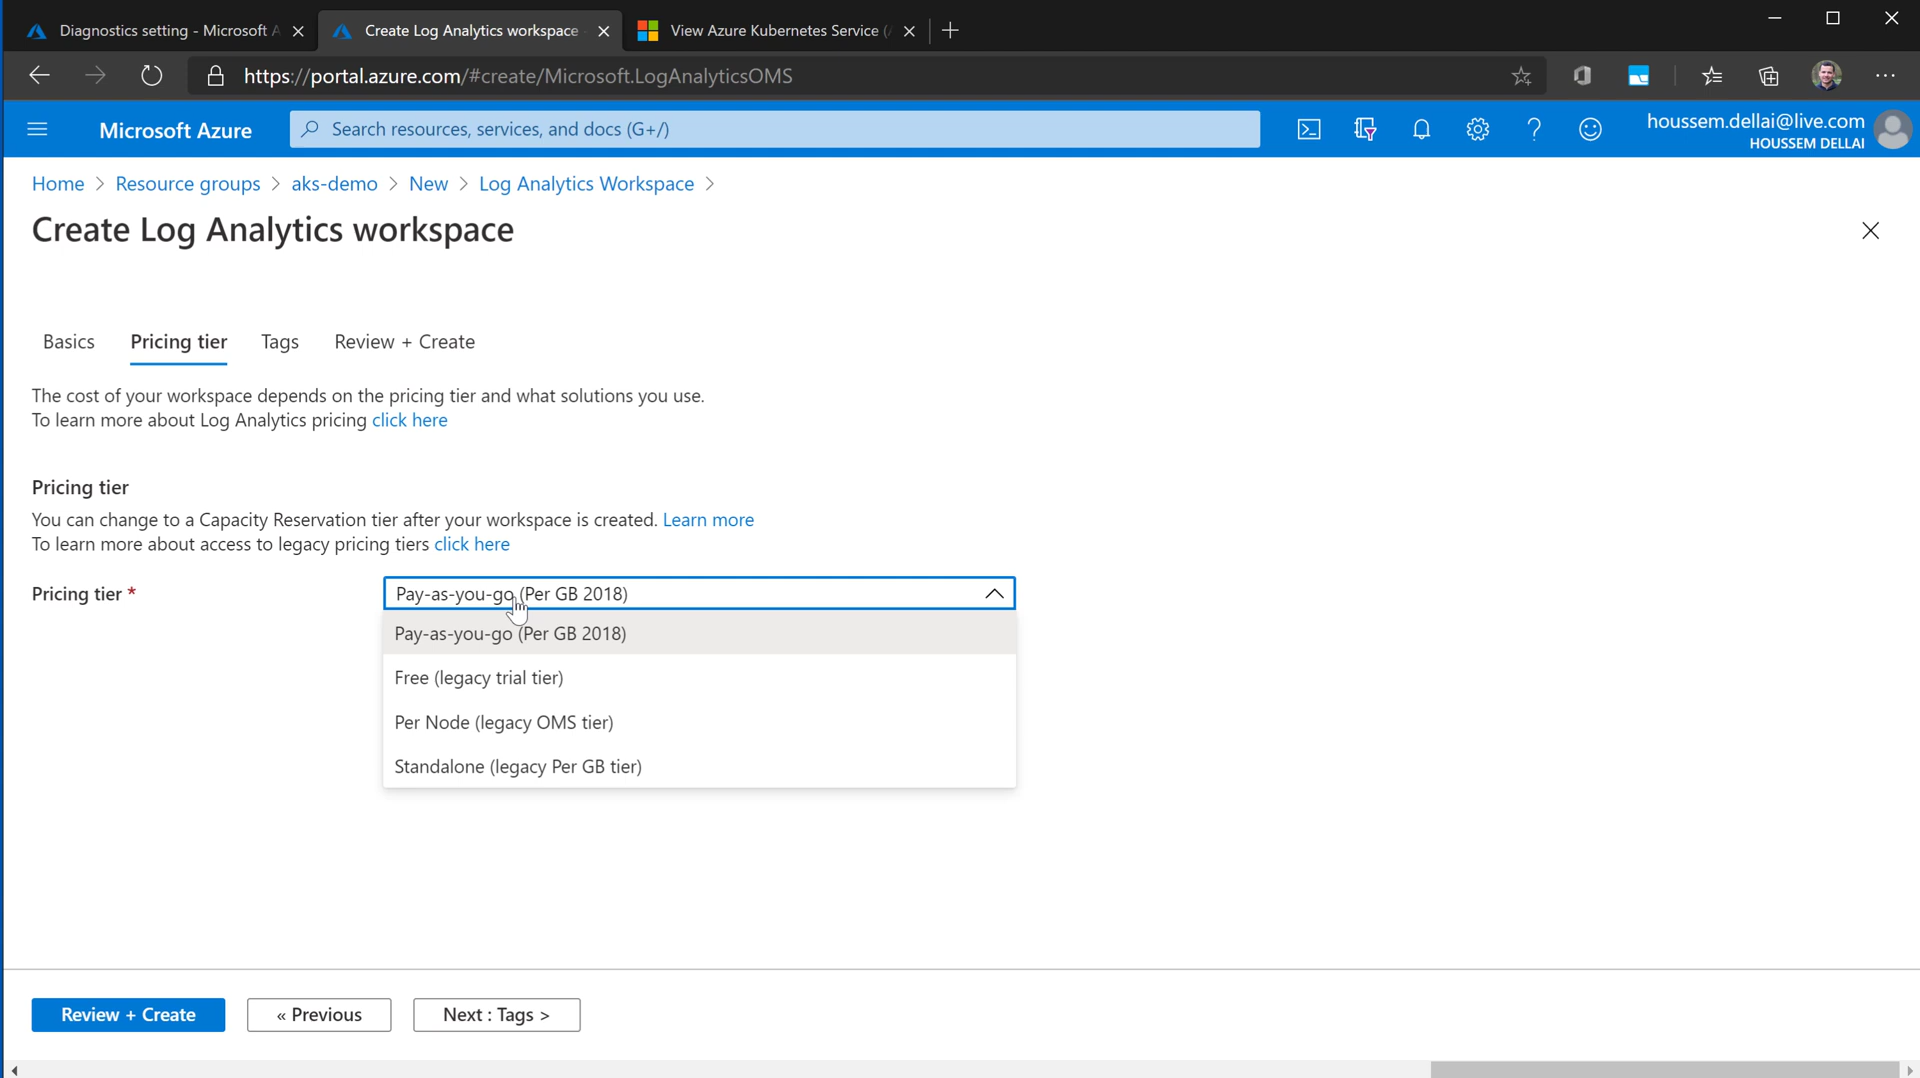 Diagnostics setting - Microsoft A
Create Log Analytics workspace
View Azure Kubernetes Service (
https://portal.azure.com/#create/Microsoft.LogAnalyticsOMS
Microsoft Azure
Search resources, services, and docs (G+/)
houssem.dellai@live.com
HOUSSEM DELLAI
Home > Resource groups > aks-demo > New > Log Analytics Workspace >
Create Log Analytics workspace
Basics Pricing tier Tags Review + Create
The cost of your workspace depends on the pricing tier and what solutions you use.
To learn more about Log Analytics pricing click here
Pricing tier
You can change to a Capacity Reservation tier after your workspace is created. Learn more
To learn more about access to legacy pricing tiers click here
Pricing tier *
Pay-as-you-go (Per GB 2018)
Pay-as-you-go (Per GB 2018)
Free (legacy trial tier)
Per Node (legacy OMS tier)
Standalone (legacy Per GB tier)
Review + Create
« Previous
Next : Tags >